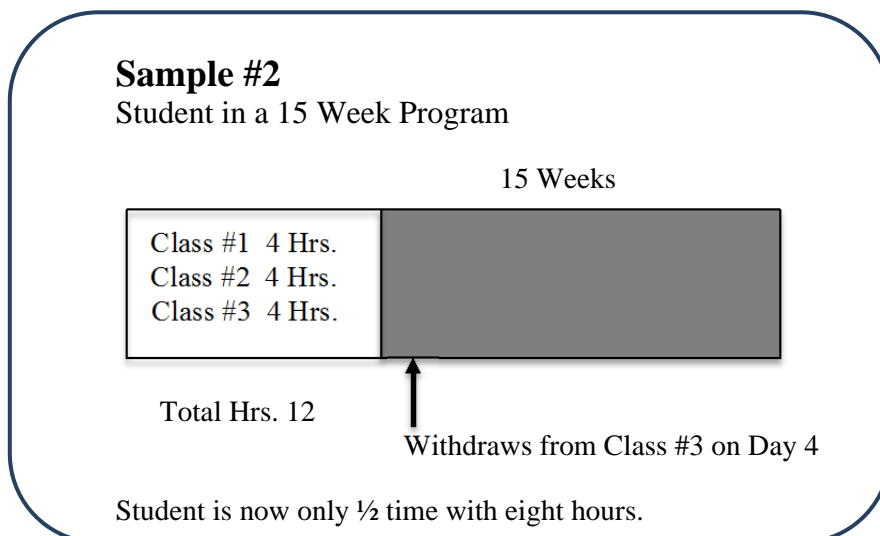 Sample #2
Student in a 15 Week Program
15 Weeks
Class #1 4 Hrs.
Class #2 4 Hrs.
Class #3 4 Hrs.
Total Hrs. 12
Withdraws from Class #3 on Day 4
Student is now only ½ time with eight hours.